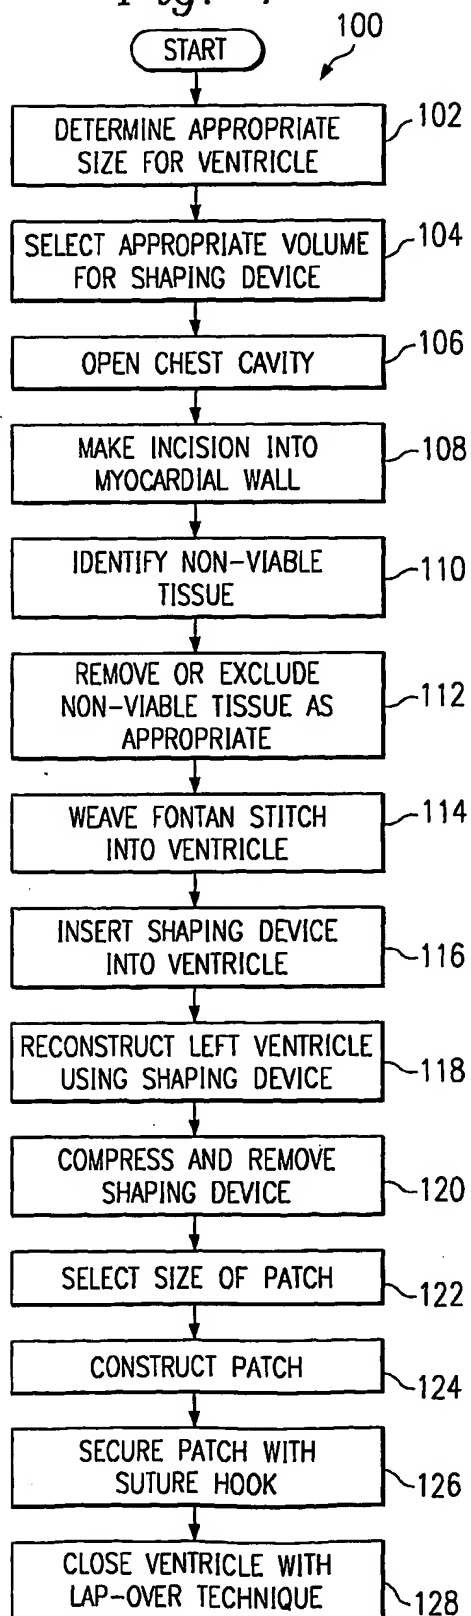 Fig.
START
100
DETERMINE APPROPRIATE
SIZE FOR VENTRICLE
102
SELECT APPROPRIATE VOLUME
FOR SHAPING DEVICE
104
OPEN CHEST CAVITY
106
MAKE INCISION INTO
MYOCARDIAL WALL
108
IDENTIFY NON-VIABLE
TISSUE
110
REMOVE OR EXCLUDE
NON-VIABLE TISSUE AS
APPROPRIATE
112
WEAVE FONTAN STITCH
INTO VENTRICLE
114
INSERT SHAPING DEVICE
INTO VENTRICLE
116
RECONSTRUCT LEFT VENTRICLE
USING SHAPING DEVICE
118
COMPRESS AND REMOVE
SHAPING DEVICE
120
SELECT SIZE OF PATCH
122
CONSTRUCT PATCH
124
SECURE PATCH WITH
SUTURE HOOK
126
CLOSE VENTRICLE WITH
LAP-OVER TECHNIQUE
128